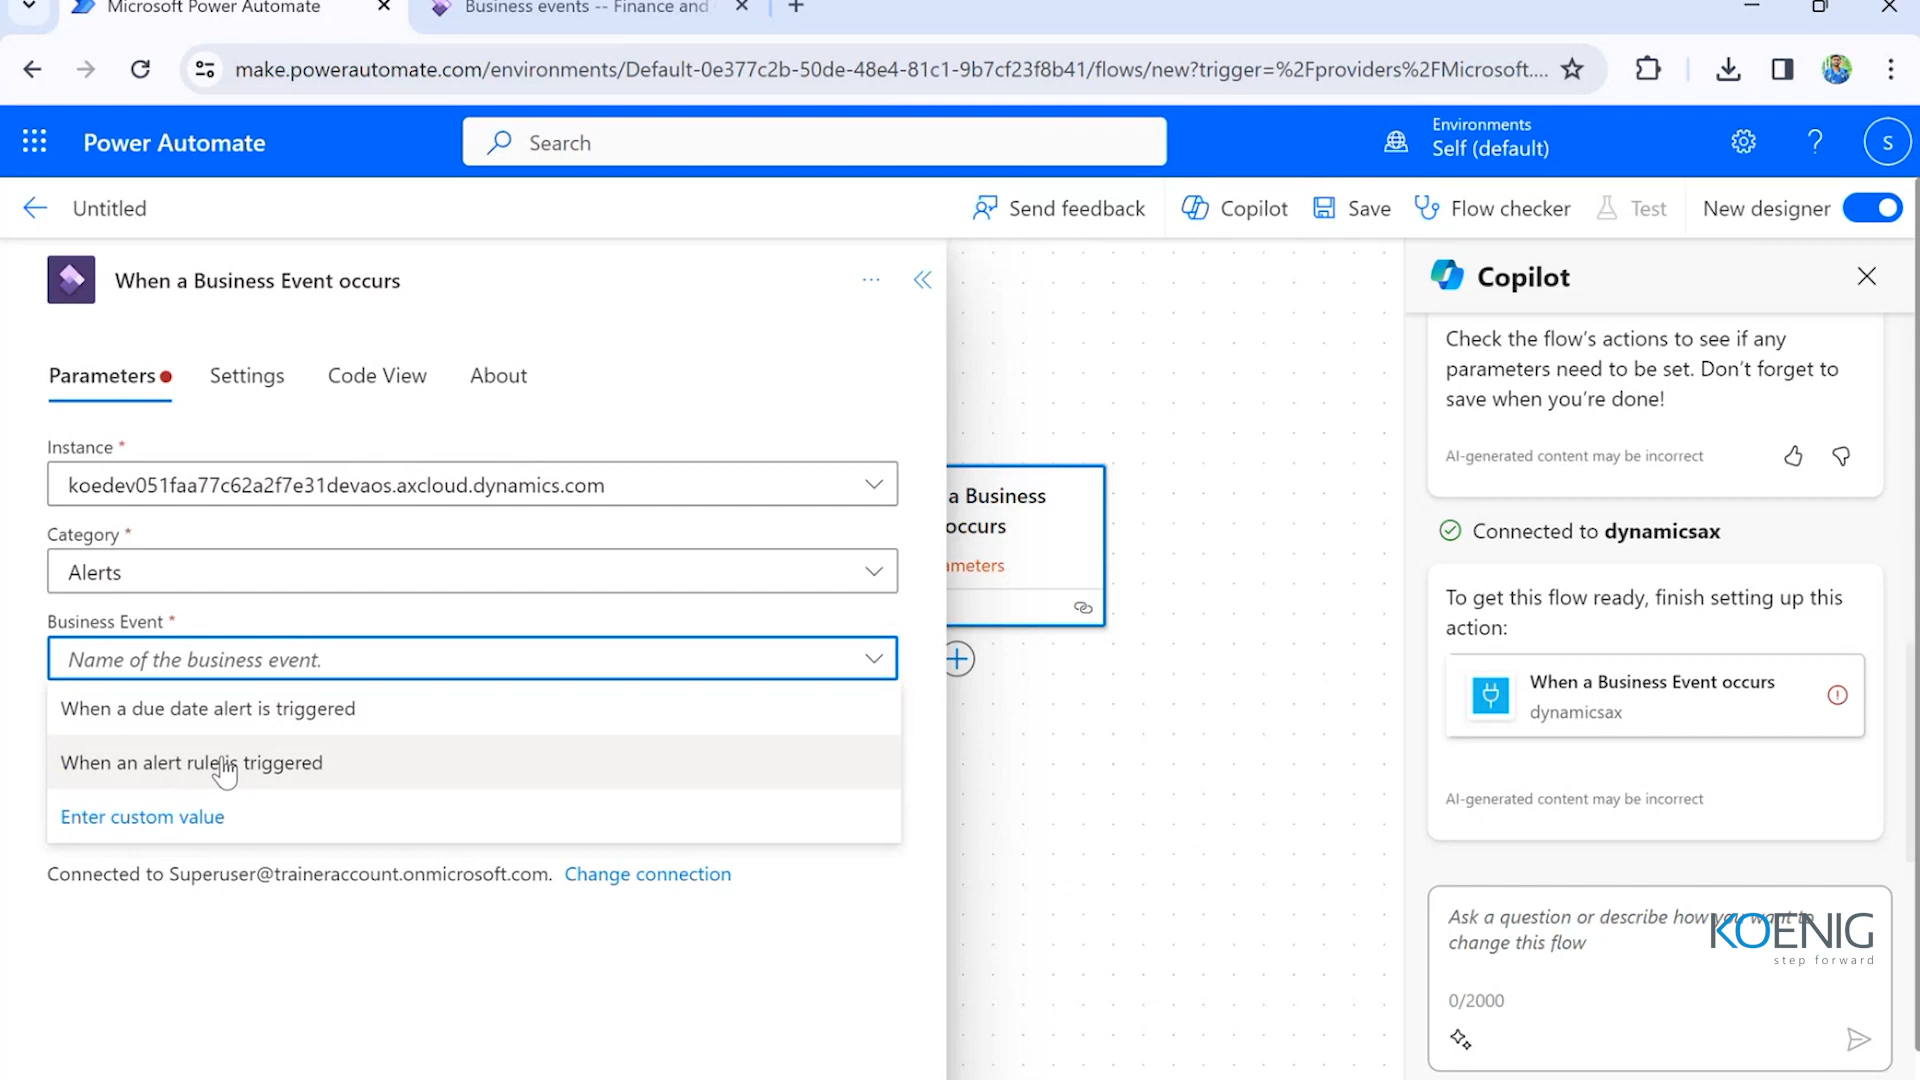 Microsoft Power Automate
Business events -- Finance and
make.powerautomate.com/environments/Default-0e377c2b-50de-48e4-81c1-9b7cf23f8b41/flows/new?trigger=%2Fproviders%2FMicrosoft....
Power Automate
Search
Environments
Self (default)
S
Untitled
Send feedback
Copilot
Save
Flow checker
Test
New designer
When a Business Event occurs
Parameters
Settings
Code View
About
Instance *
koedev051faa77c62a2f7e31devaos.axcloud.dynamics.com
Category *
Alerts
Business Event *
Name of the business event.
When a due date alert is triggered
When an alert rule is triggered
Enter custom value
Connected to Superuser@traineraccount.onmicrosoft.com. Change connection
a Business
occurs
ameters
Copilot
Check the flow's actions to see if any
parameters need to be set. Don't forget to
save when you're done!
AI-generated content may be incorrect
Connected to dynamicsax
To get this flow ready, finish setting up this
action:
When a Business Event occurs
dynamicsax
AI-generated content may be incorrect
Ask a question or describe how you want to
change this flow
KOENIG
step forward
0/2000